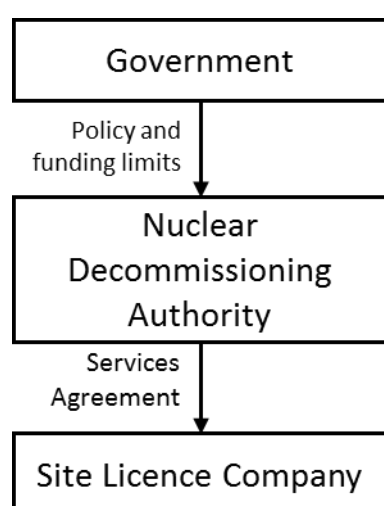 Government
Policy and
funding limits
Nuclear
Decommissioning
Authority
Services
Agreement
Site Licence Company